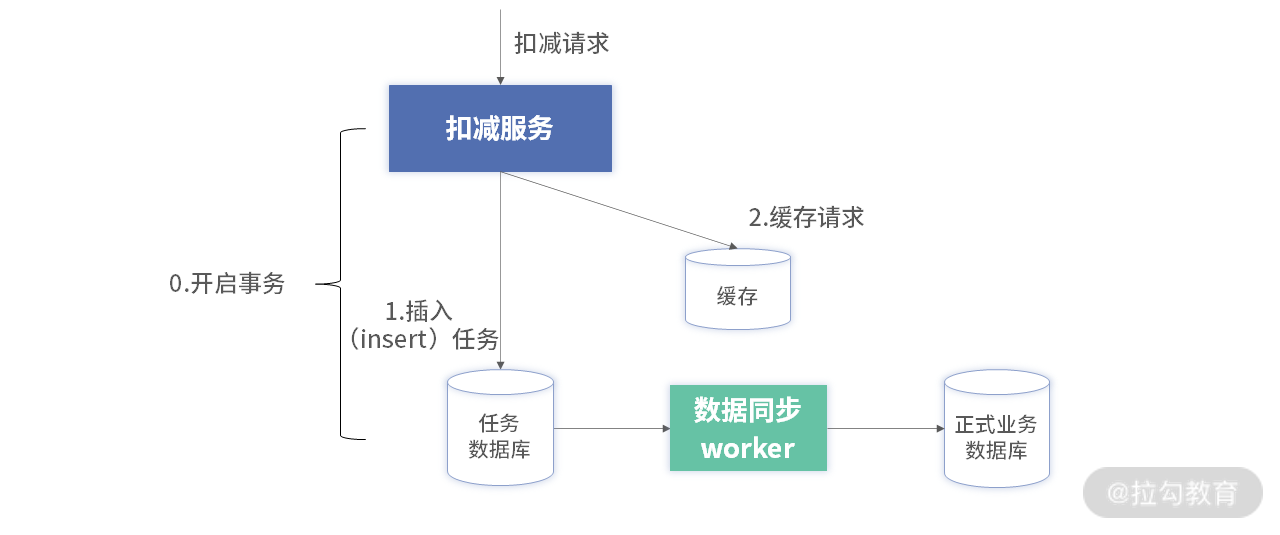 扣减请求
扣减服务
2.缓存请求
0.开启事务
缓存
1.插入
（insert）任务
任务
数据库
数据同步
worker
正式业务
数据库
@拉勾教育